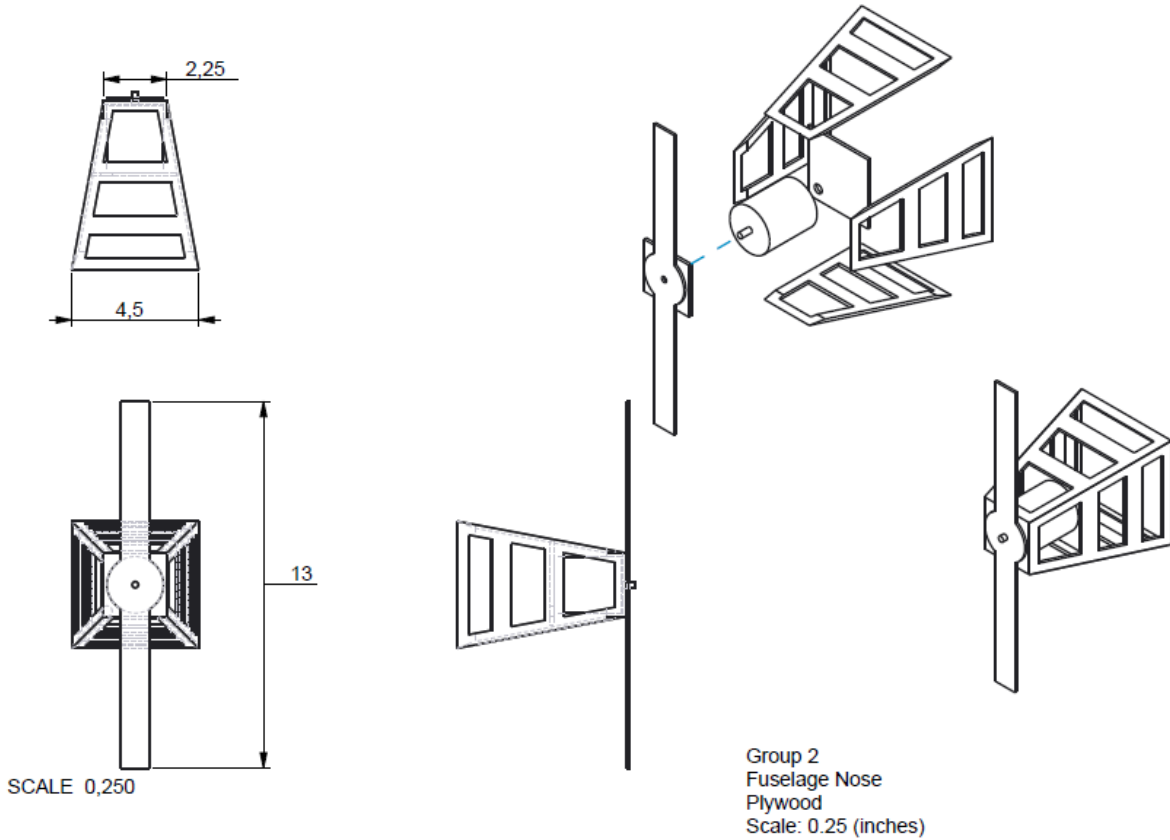 2,25
4,5
13
SCALE 0,250
Group 2
Fuselage Nose
Plywood
Scale: 0.25 (inches)